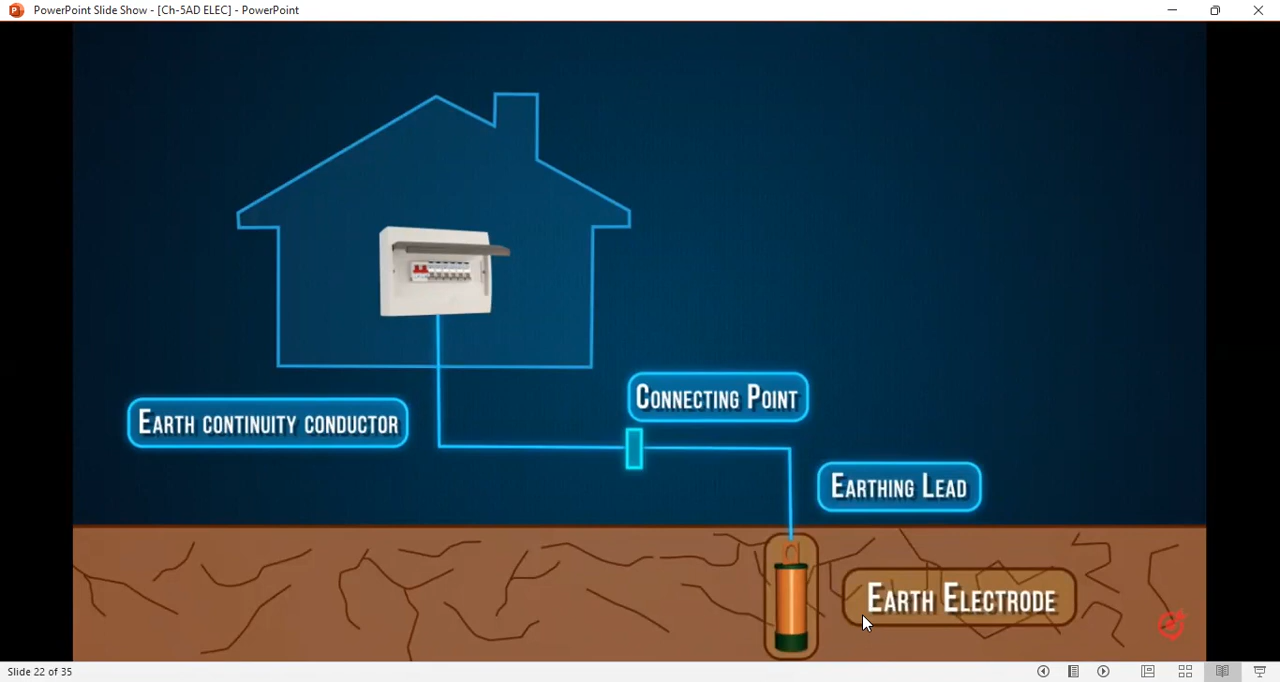 PowerPoint Slide Show - [Ch-5AD ELEC] - PowerPoint
CONNECTING POINT
EARTH CONTINUITY CONDUCTOR
EARTHING LEAD
EARTH ELECTRODE
Slide 22 of 35